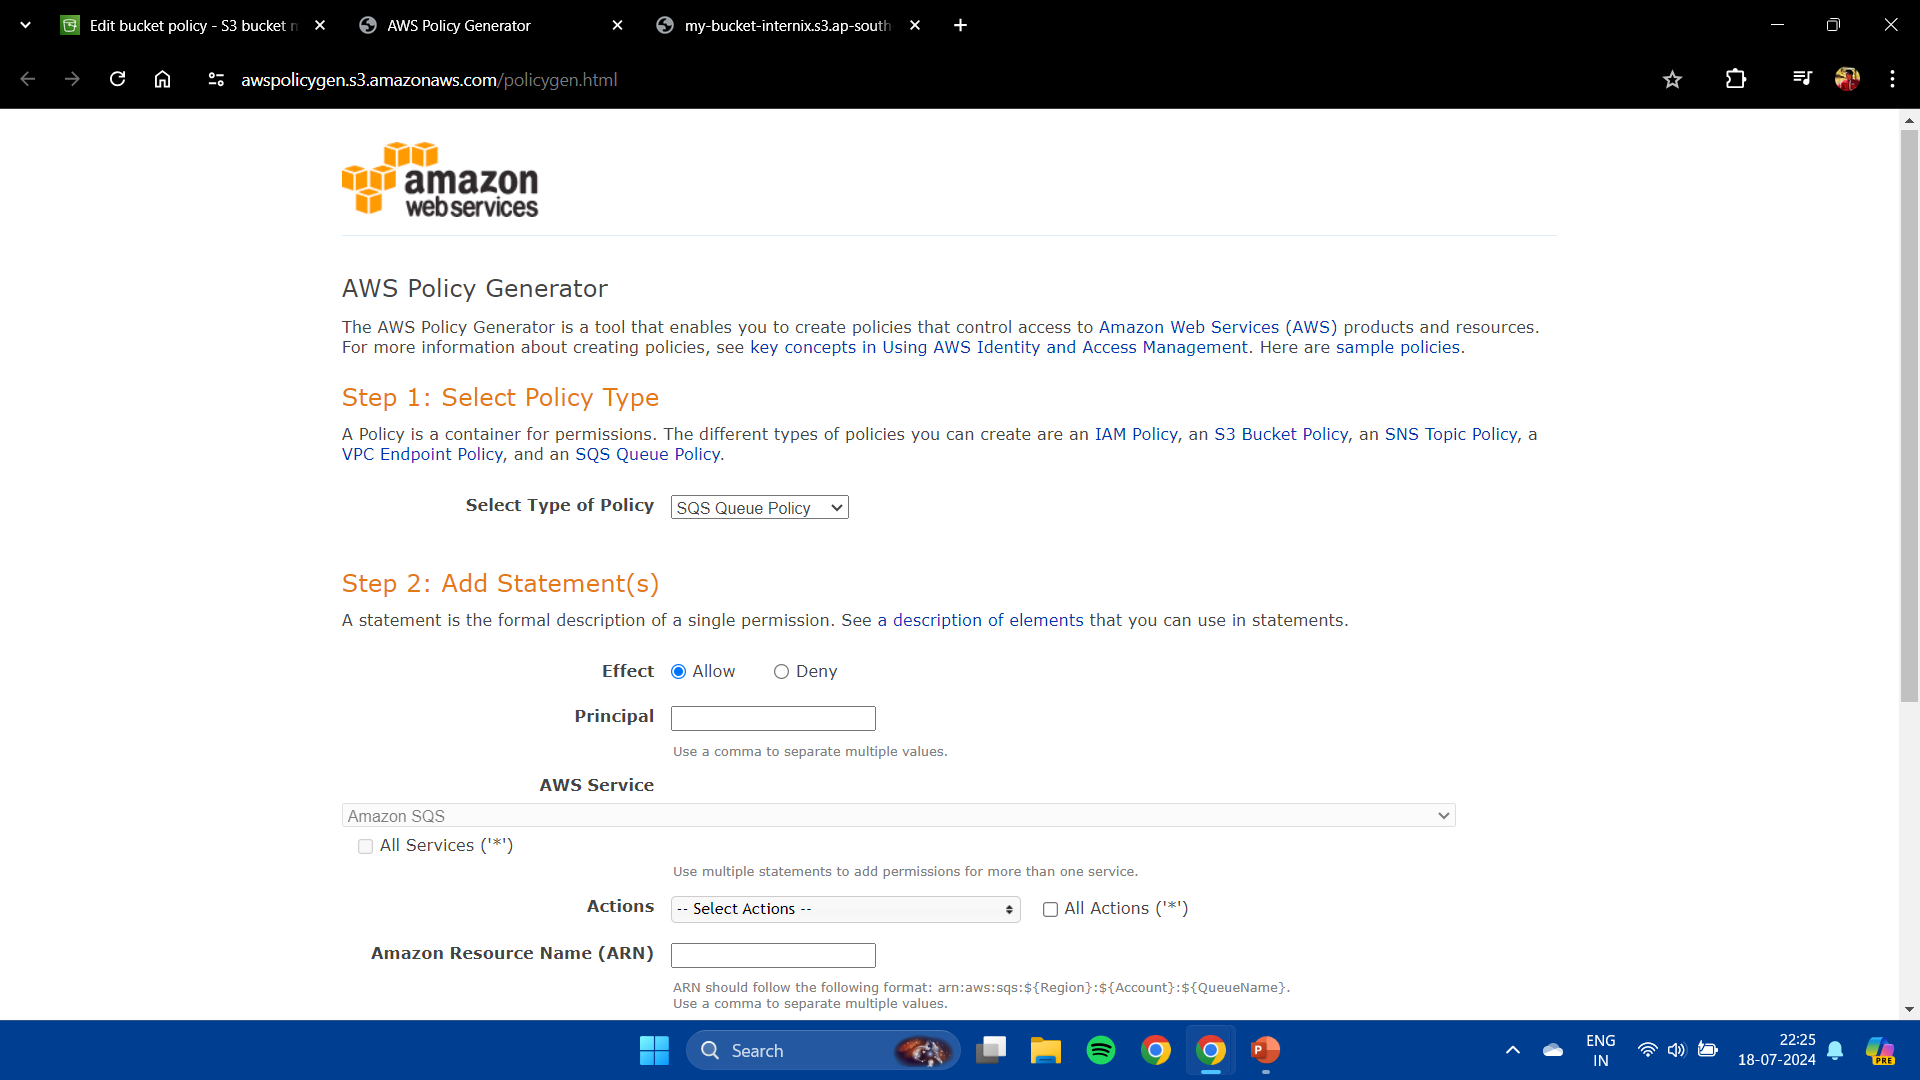 Edit bucket policy - S3 bucket m
AWS Policy Generator
my-bucket-internix.s3.ap-south
awspolicygen.s3.amazonaws.com/policygen.html
amazon
webservices
AWS Policy Generator
The AWS Policy Generator is a tool that enables you to create policies that control access to Amazon Web Services (AWS) products and resources.
For more information about creating policies, see key concepts in Using AWS Identity and Access Management. Here are sample policies.
Step 1: Select Policy Type
A Policy is a container for permissions. The different types of policies you can create are an IAM Policy, an S3 Bucket Policy, an SNS Topic Policy, a
VPC Endpoint Policy, and an SQS Queue Policy.
Select Type of Policy SQS Queue Policy
Step 2: Add Statement(s)
A statement is the formal description of a single permission. See a description of elements that you can use in statements.
Effect Allow Deny
Principal
Use a comma to separate multiple values.
AWS Service
Amazon SQS
All Services ('*')
Use multiple statements to add permissions for more than one service.
Actions -- Select Actions -- All Actions ('*')
Amazon Resource Name (ARN)
ARN should follow the following format: arn:aws:sqs:${Region}:${Account}:${QueueName}.
Use a comma to separate multiple values.
Search
P
ENG
IN
22:25
18-07-2024
PRE